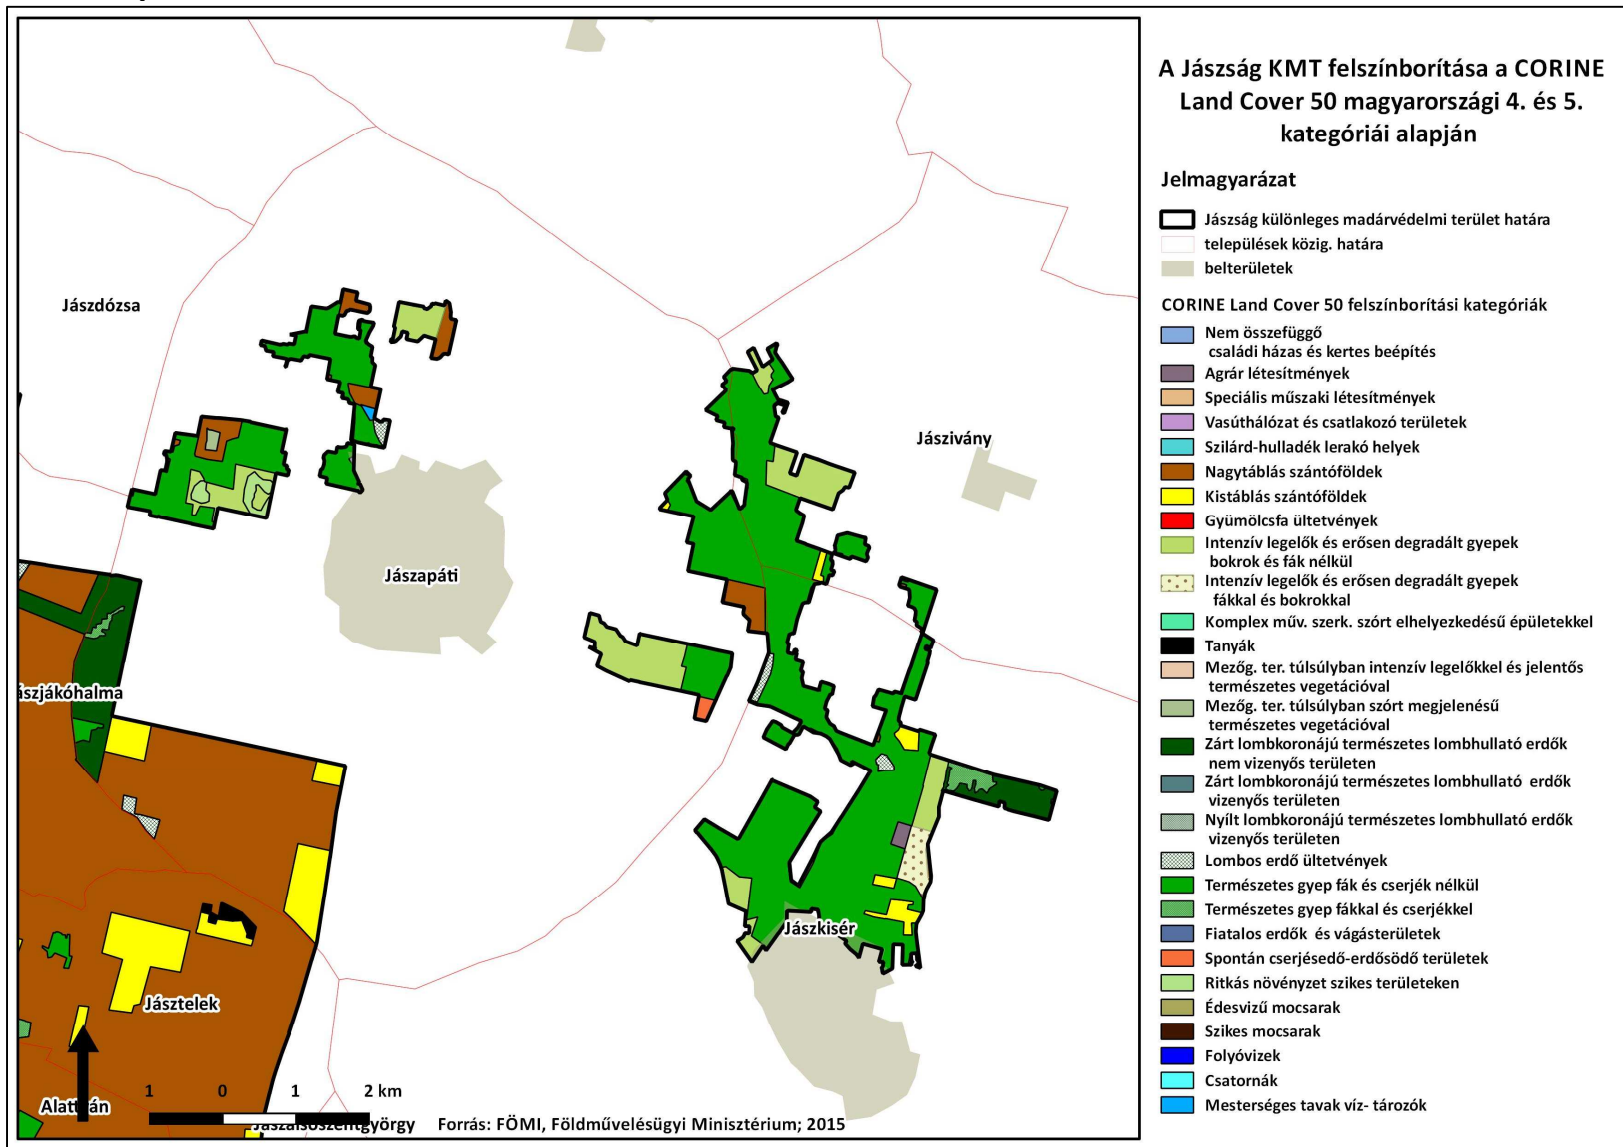 A Jászság KMT felszínborítása a CORINE
Land Cover 50 magyarországi 4. és 5.
kategóriái alapján
Jelmagyarázat
Jászság különleges madárvédelmi terület határa
települések közig. határa
belterületek
CORINE Land Cover 50 felszínborítási kategóriák
Nem összefüggő
családi házas és kertes beépítés
Agrár létesítmények
Speciális műszaki létesítmények
Vasúthálózat és csatlakozó területek
Szilárd-hulladék lerakó helyek
Nagytáblás szántóföldek
Kistáblás szántóföldek
Gyümölcsfa ültetvények
Intenzív legelők és erősen degradált gyepek
bokrok és fák nélkül
Intenzív legelők és erősen degradált gyepek
fákkal és bokrokkal
Komplex műv. szerk. szórt elhelyezkedésű épületekkel
Tanyák
Mezőg. ter. túlsúlyban intenzív legelőkkel és jelentős
természetes vegetációval
Mezőg. ter. túlsúlyban szórt megjelenésű
természetes vegetációval
Zárt lombkoronájú természetes lombhullató erdők
nem vizenyős területen
Zárt lombkoronájú természetes lombhullató erdők
vizenyős területen
Nyílt lombkoronájú természetes lombhullató erdők
vizenyős területen
Lombos erdő ültetvények
Természetes gyep fák és cserjék nélkül
Természetes gyep fákkal és cserjékkel
Fiatalos erdők és vágásterületek
Spontán cserjésedő-erdősödő területek
Ritkás növényzet szikes területeken
Édesvizű mocsarak
Szikes mocsarak
Folyóvizek
Csatornák
Mesterséges tavak víz- tározók
Jászdózsa
Jászivány
Jászapáti
ászjákóhalma
Jászkisér
Jásztelek
Alattyán
1 0 1 2 km
Jászalsószentgyörgy
Forrás: FÖMI, Földművelésügyi Minisztérium; 2015